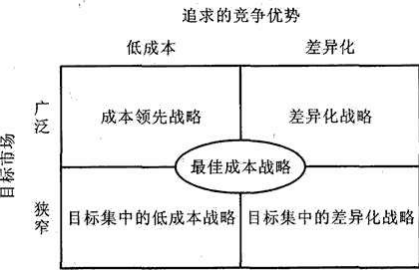 追求的竞争优势
低成本 差异化
目标市场
广泛
成本领先战略 差异化战略
最佳成本战略
狭窄
目标集中的低成本战略 目标集中的差异化战略